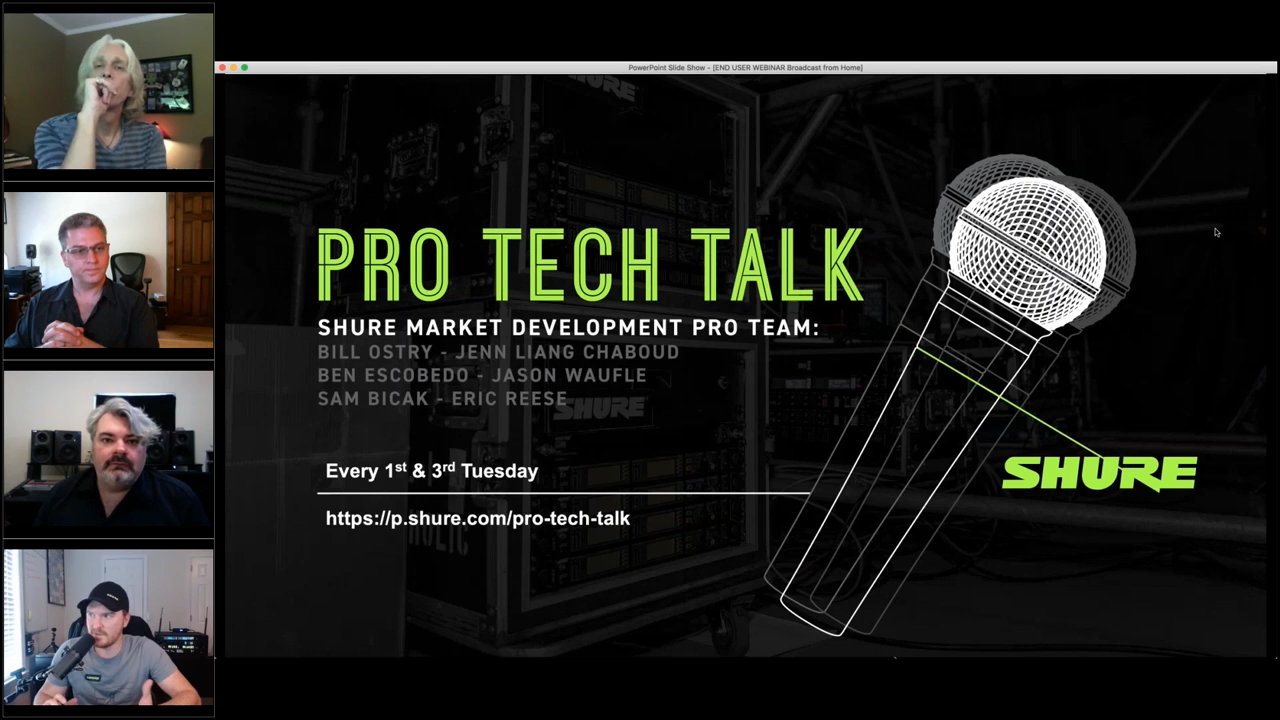 PowerPoint Slide Show - [END USER WEBINAR Broadcast from Home]
SHURE
PRO TECH TALK
SHURE MARKET DEVELOPMENT PRO TEAM:
BILL OSTRY - JENN LIANG CHABOUD
BEN ESCOBEDO - JASON WAUFLE
SAM BICAK - ERIC REESE
SHURE
SHURE
Every 1st & 3rd Tuesday
https://p.shure.com/pro-tech-talk